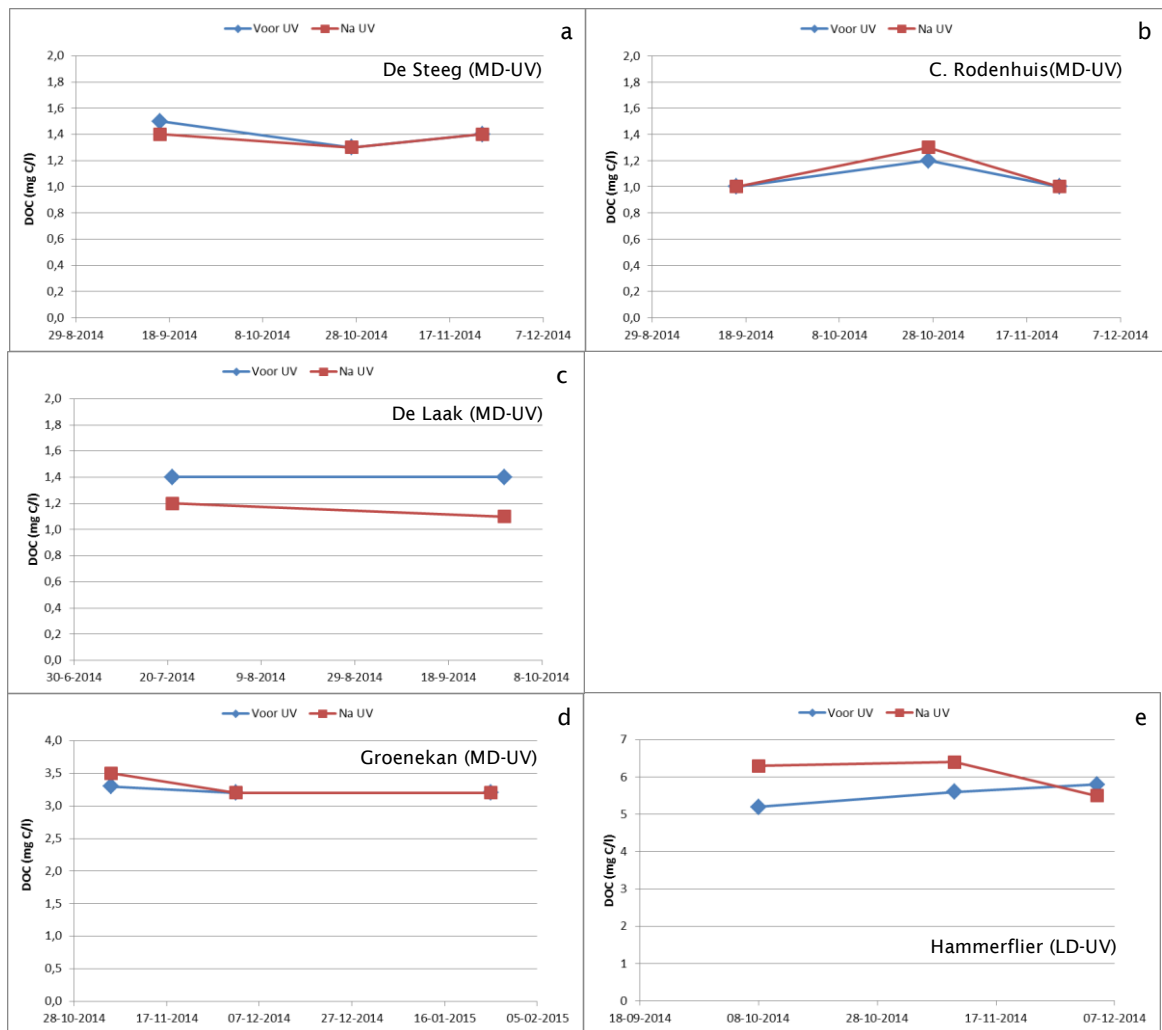 Voor UV Na UV a
De Steeg (MD-UV)
2,0
1,8
1,6
1,4
1,2
1,0
0,8
0,6
0,4
0,2
0,0
DOC (mg C/l)
29-8-2014 18-9-2014 8-10-2014 28-10-2014 17-11-2014 7-12-2014
Voor UV Na UV b
C. Rodenhuis(MD-UV)
2,0
1,8
1,6
1,4
1,2
1,0
0,8
0,6
0,4
0,2
0,0
DOC (mg C/l)
29-8-2014 18-9-2014 8-10-2014 28-10-2014 17-11-2014 7-12-2014
Voor UV Na UV c
De Laak (MD-UV)
2,0
1,8
1,6
1,4
1,2
1,0
0,8
0,6
0,4
0,2
0,0
DOC (mg C/l)
30-6-2014 20-7-2014 9-8-2014 29-8-2014 18-9-2014 8-10-2014
Voor UV Na UV d
Groenekan (MD-UV)
4,0
3,5
3,0
2,5
2,0
1,5
1,0
0,5
0,0
DOC (mg C/l)
28-10-2014 17-11-2014 07-12-2014 27-12-2014 16-01-2015 05-02-2015
Voor UV Na UV e
7
6
5
4
3
2
1
0
DOC (mg C/l)
Hammerflier (LD-UV)
18-09-2014 08-10-2014 28-10-2014 17-11-2014 07-12-2014